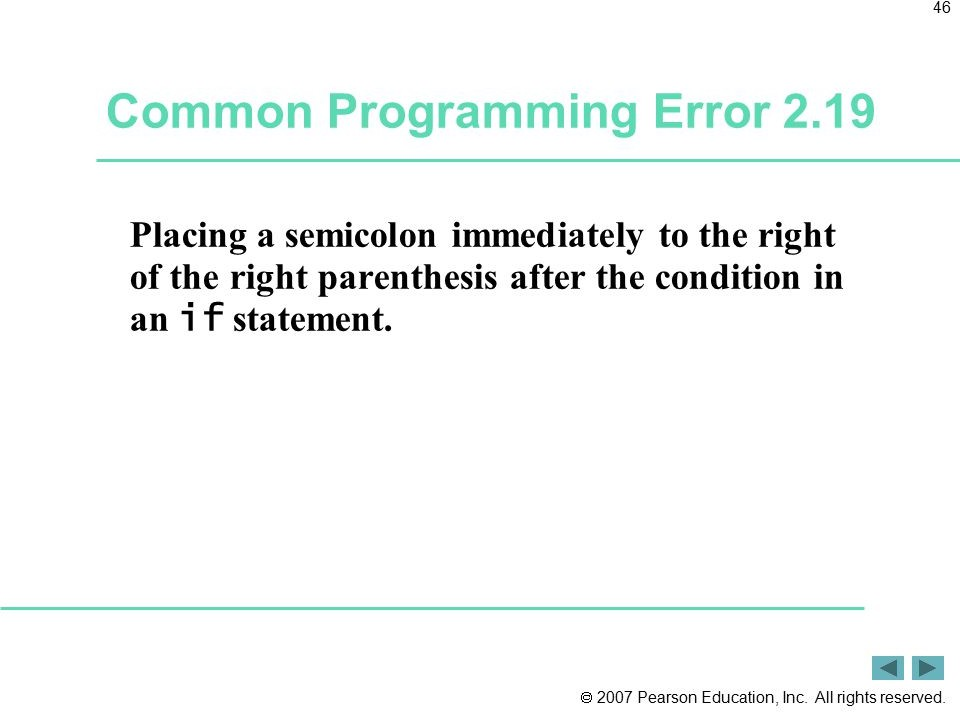 46
Common Programming Error 2.19
Placing a semicolon immediately to the right
of the right parenthesis after the condition in
an if statement.
© 2007 Pearson Education, Inc. All rights reserved.